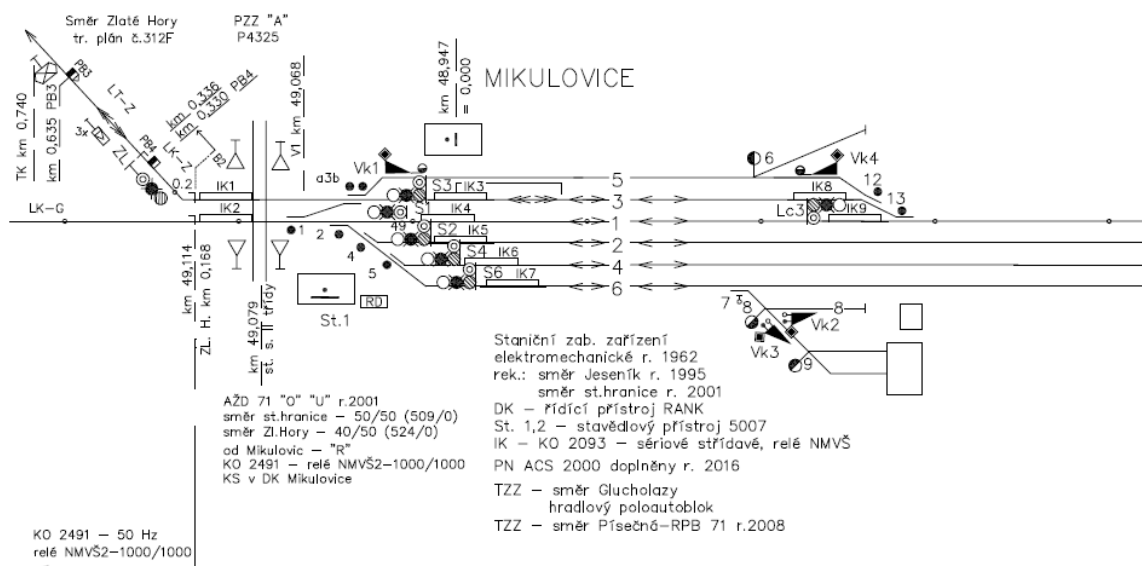 Směr Zlaté Hory
tr. plán č.312F
PZZ "A"
P4325
MIKULOVICE
km 48,947
= 0,000
TK km 0,740
km 0,635 PB3
PB3
LT-Z
km 0,336
km 0,330 PB4
PB4
LK-Z
B2
3x
ZL
0.2
V1 km 49,068
a3b
Vk1
IK1
IK2
LK-G
S3
IK3
S1
IK4
49
S2
IK5
S4
IK6
S6
IK7
5
3
1
2
4
6
1
2
4
5
6
Vk4
IK8
Lc3
IK9
12
13
km 49,114
ZL. H. km 0,168
km 49,079
st. s. II třídy
RD
St.1
7
8
8
Vk2
Vk3
9
AŽD 71 "O" "U" r.2001
směr st.hranice – 50/50 (509/0)
směr Zl.Hory – 40/50 (524/0)
od Mikulovic – "R"
KO 2491 – relé NMVŠ2-1000/1000
KS v DK Mikulovice
Staniční zab. zařízení
elektromechanické r. 1962
rek.: směr Jeseník r. 1995
směr st.hranice r. 2001
DK – řídící přístroj RANK
St. 1,2 – stavědlový přístroj 5007
IK – KO 2093 – sériové střídavé, relé NMVŠ
PN ACS 2000 doplněny r. 2016
TZZ – směr Glucholazy
hradlový poloautoblok
TZZ – směr Písečná-RPB 71 r.2008
KO 2491 – 50 Hz
relé NMVŠ2-1000/1000